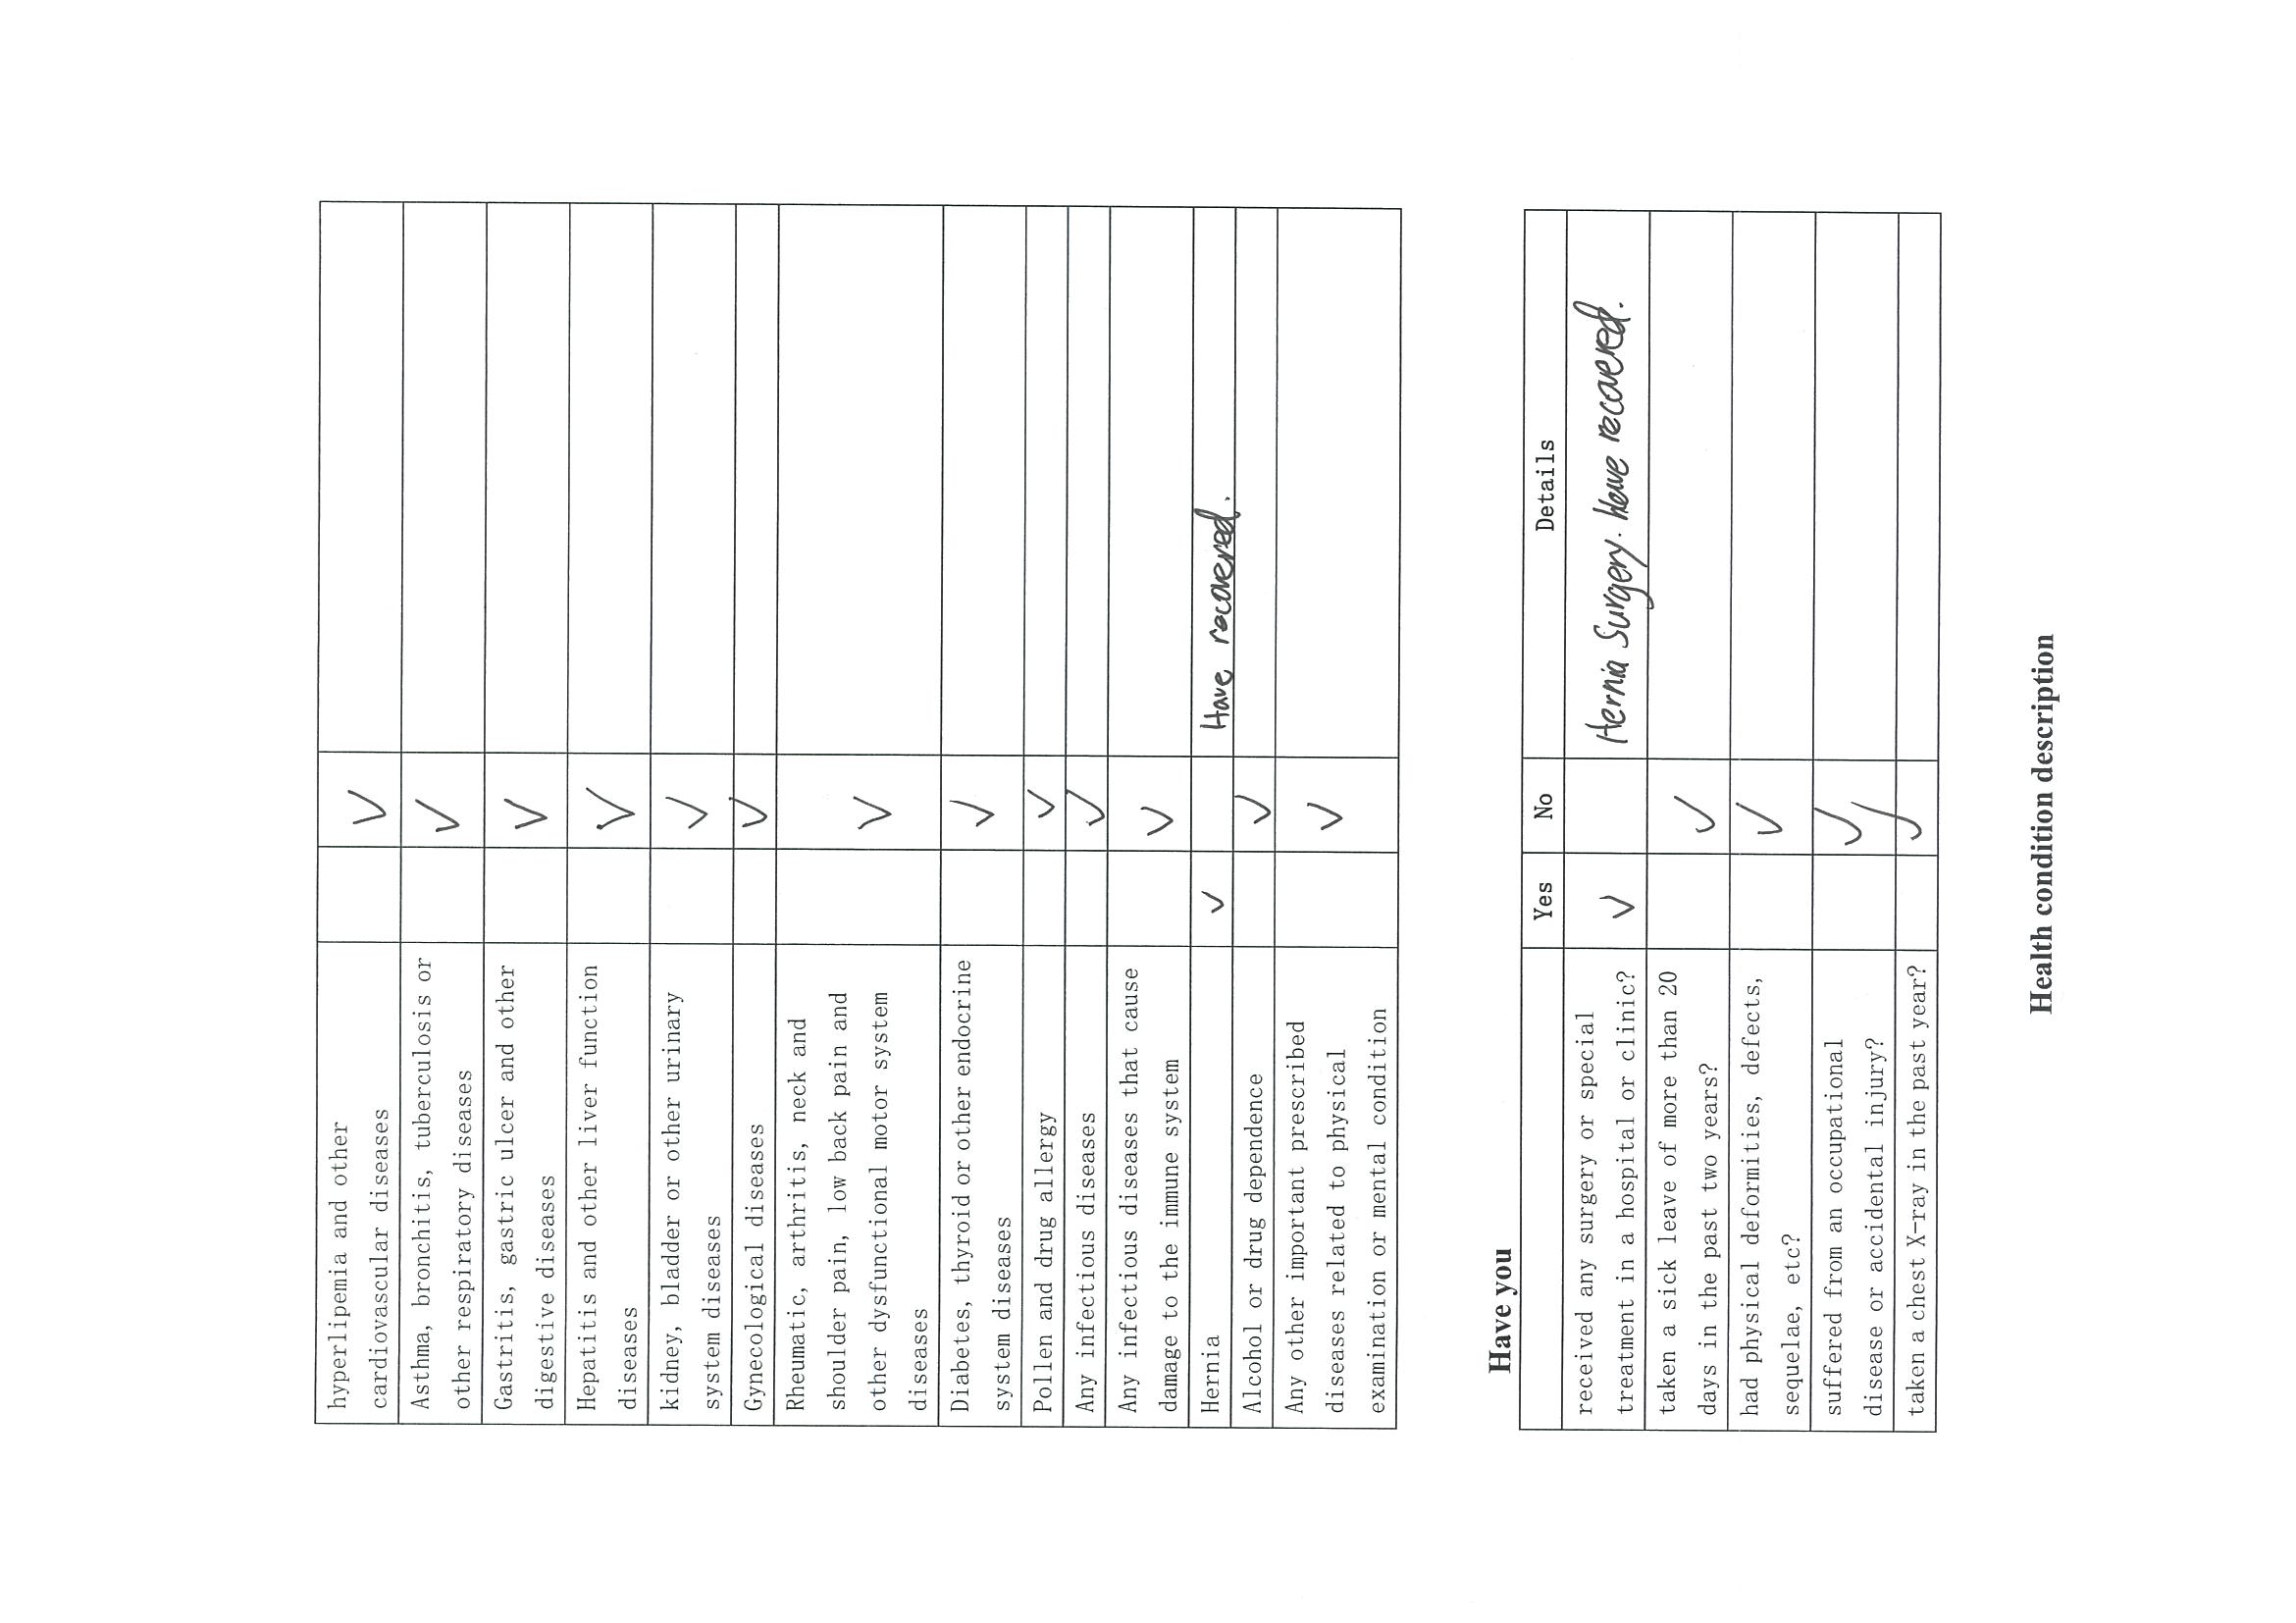 hyperlipemia and other
cardiovascular diseases
√
Asthma, bronchitis, tuberculosis or
other respiratory diseases
√
Gastritis, gastric ulcer and other
digestive diseases
√
Hepatitis and other liver function
diseases
√
kidney, bladder or other urinary
system diseases
√
Gynecological diseases √
Rheumatic, arthritis, neck and
shoulder pain, low back pain and
other dysfunctional motor system
diseases
√
Diabetes, thyroid or other endocrine
system diseases
√
Pollen and drug allergy √
Any infectious diseases √
Any infectious diseases that cause
damage to the immune system
√
Hernia √ Have recovered.
Alcohol or drug dependence √
Any other important prescribed
diseases related to physical
examination or mental condition
√
Have you
Yes No Details
received any surgery or special
treatment in a hospital or clinic?
√ Hernia Surgery. Have recovered.
taken a sick leave of more than 20
days in the past two years?
√
had physical deformities, defects,
sequelae, etc?
√
suffered from an occupational
disease or accidental injury?
√
taken a chest X-ray in the past year? √
Health condition description